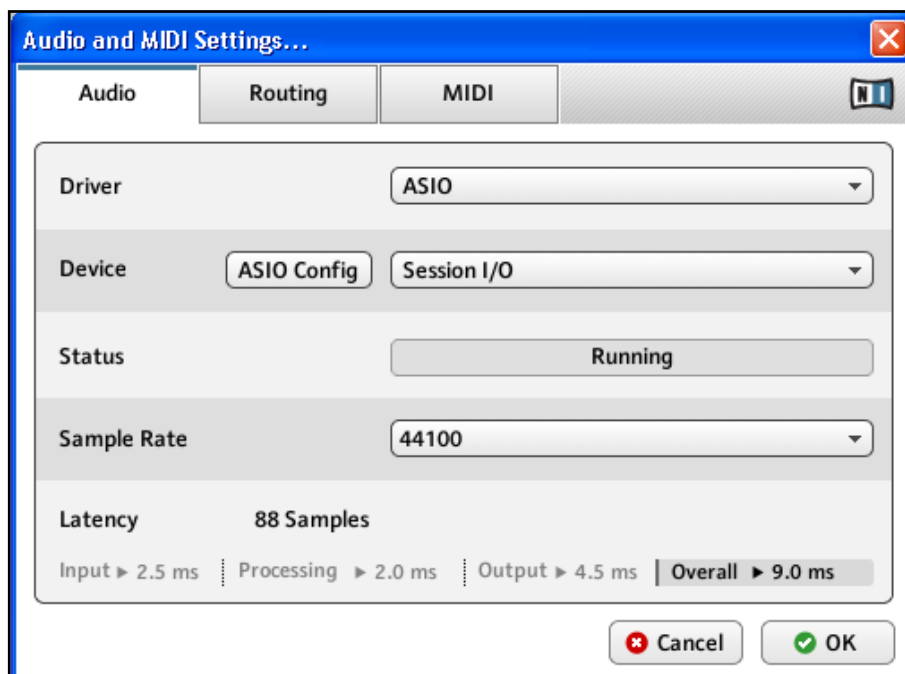 Audio and MIDI Settings...
Audio Routing MIDI NI
Driver ASIO
Device ASIO Config Session I/O
Status Running
Sample Rate 44100
Latency 88 Samples
Input ▶ 2.5 ms Processing ▶ 2.0 ms Output ▶ 4.5 ms Overall ▶ 9.0 ms
Cancel OK